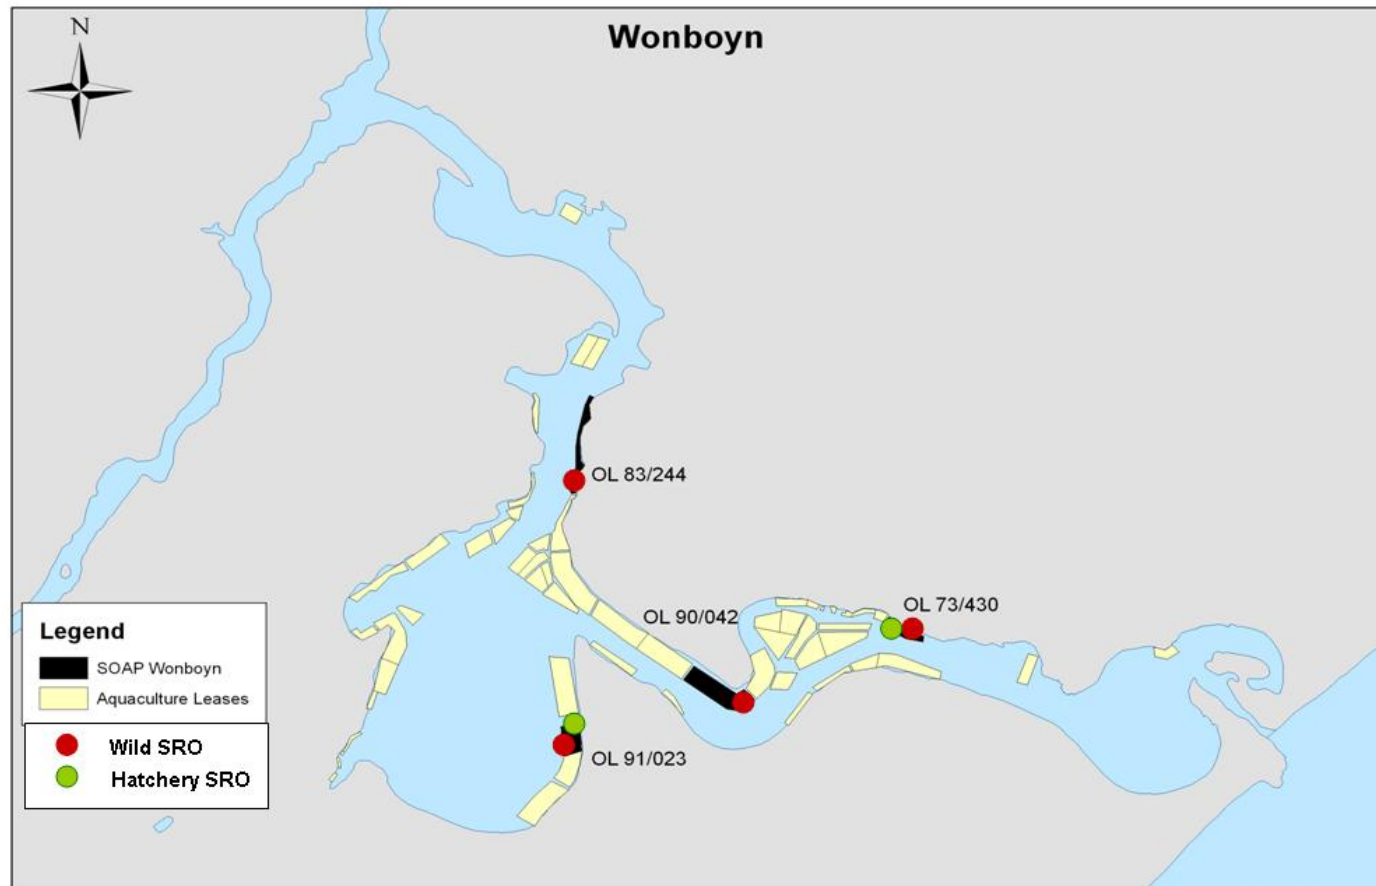 Wonboyn
N
OL 83/244
OL 90/042
OL 73/430
OL 91/023
Legend
SOAP Wonboyn
Aquaculture Leases
Wild SRO
Hatchery SRO